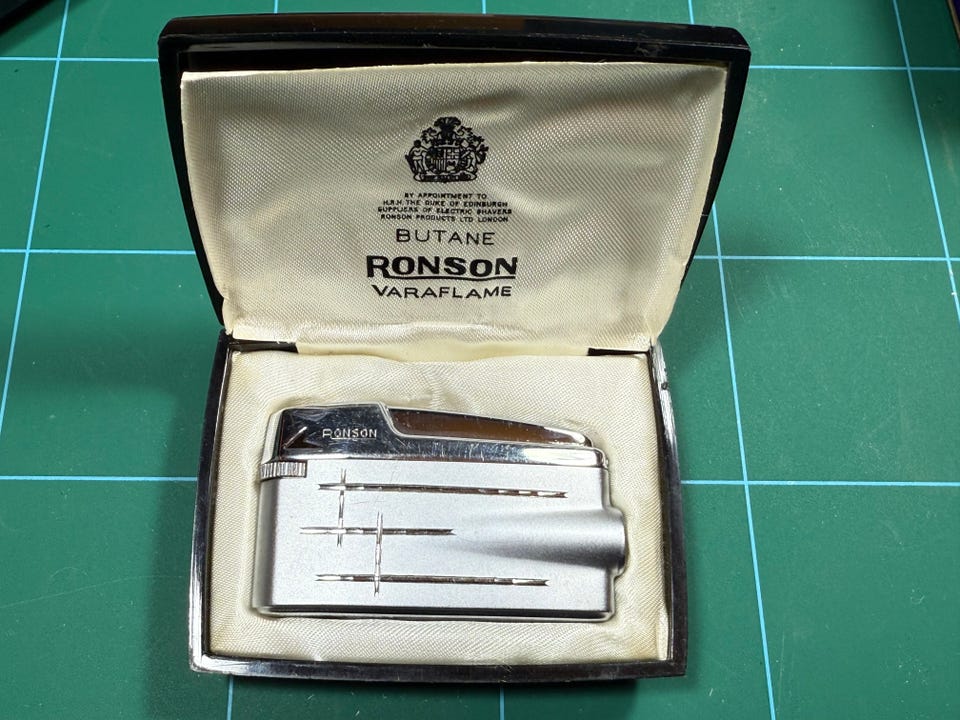 BY APPOINTMENT TO
H.R.H. THE DUKE OF EDINBURGH
SUPPLIERS OF ELECTRIC SHAVERS
RONSON PRODUCTS LTD LONDON
BUTANE
RONSON
VARAFLAME
RONSON